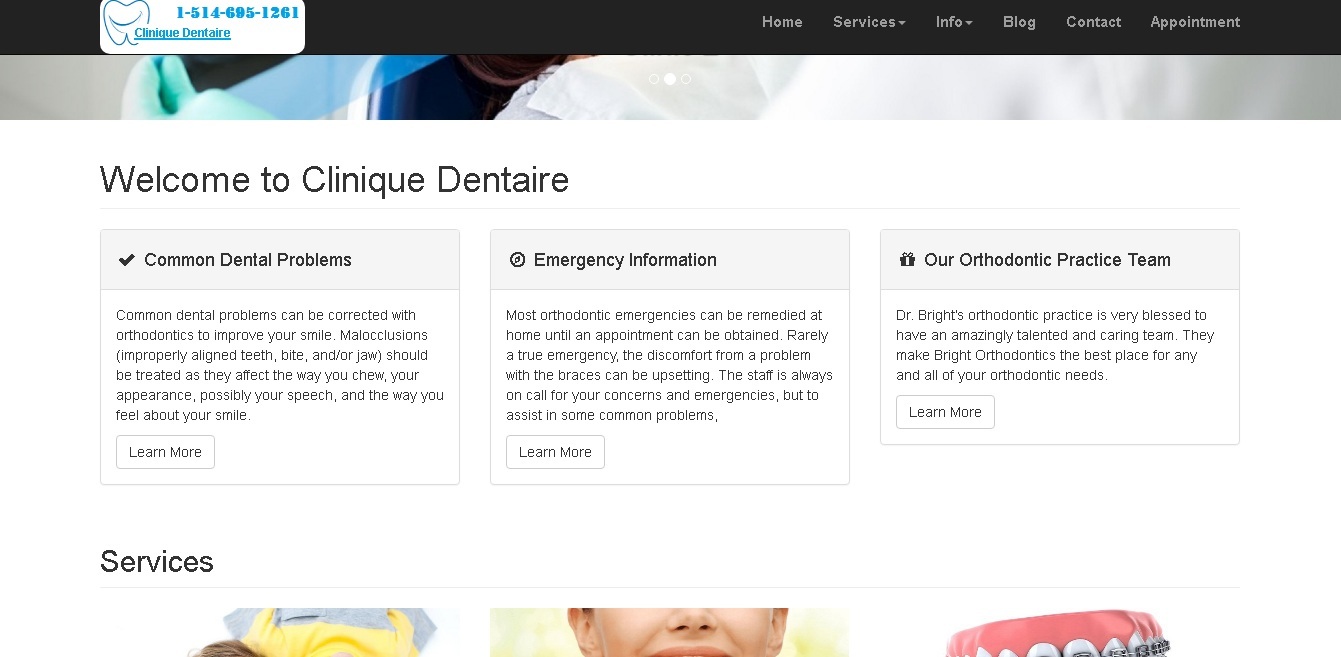 1-514-695-1261
Clinique Dentaire
Home Services Info Blog Contact Appointment
Welcome to Clinique Dentaire
Common Dental Problems
Common dental problems can be corrected with
orthodontics to improve your smile. Malocclusions
(improperly aligned teeth, bite, and/or jaw) should
be treated as they affect the way you chew, your
appearance, possibly your speech, and the way you
feel about your smile.
Learn More
Emergency Information
Most orthodontic emergencies can be remedied at
home until an appointment can be obtained. Rarely
a true emergency, the discomfort from a problem
with the braces can be upsetting. The staff is always
on call for your concerns and emergencies, but to
assist in some common problems,
Learn More
Our Orthodontic Practice Team
Dr. Bright's orthodontic practice is very blessed to
have an amazingly talented and caring team. They
make Bright Orthodontics the best place for any
and all of your orthodontic needs.
Learn More
Services